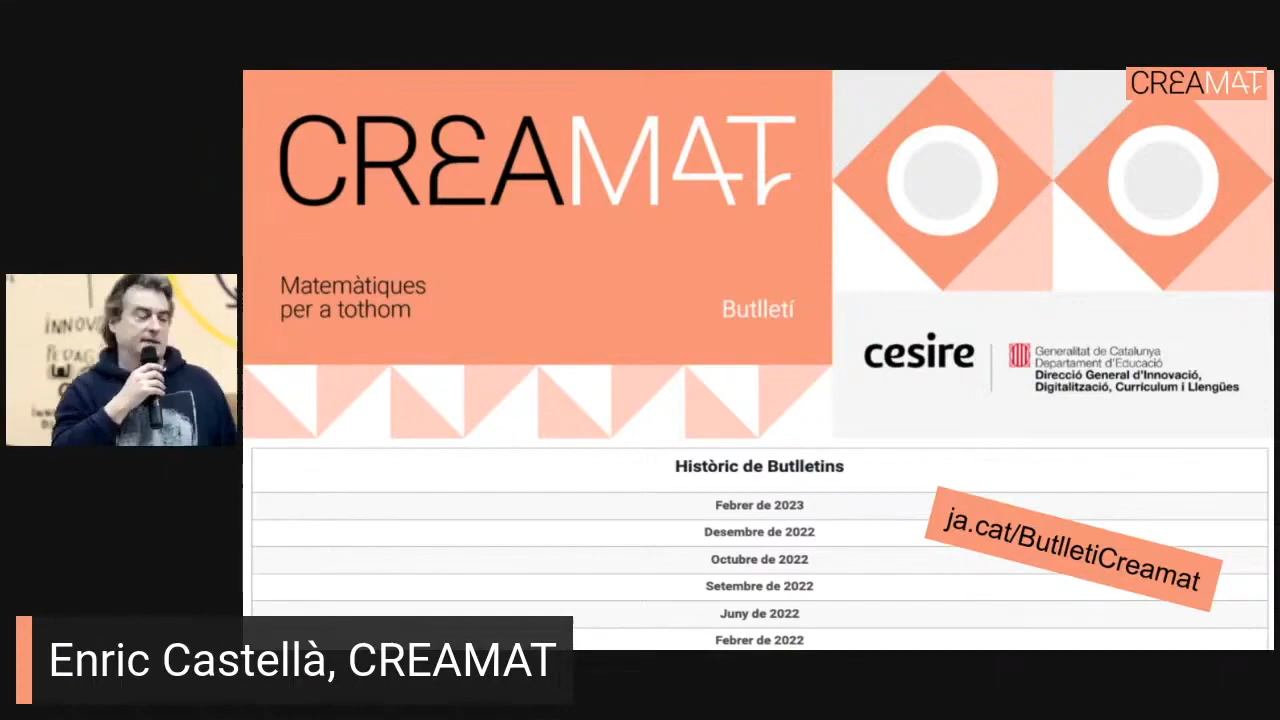 CREAMAT
CREAMAT
Matemàtiques
per a tothom
Butlletí
cesire
Generalitat de Catalunya
Departament d'Educació
Direcció General d'Innovació,
Digitalització, Currículum i Llengües
INNOV
PEDAG
Històric de Butlletins
Febrer de 2023
Desembre de 2022
Octubre de 2022
Setembre de 2022
Juny de 2022
Febrer de 2022
ja.cat/ButlletiCreamat
Enric Castellà, CREAMAT